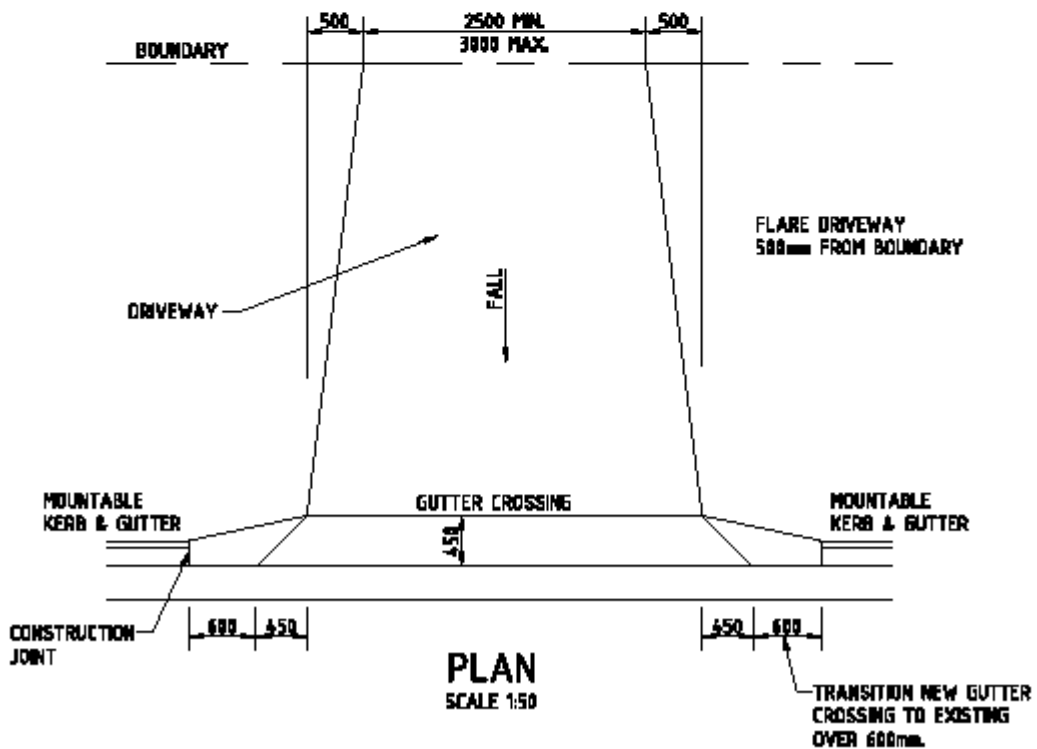 500
2500 MIN.
3000 MAX.
500
BOUNDARY
FLARE DRIVEWAY
500mm FROM BOUNDARY
FALL
DRIVEWAY
MOUNTABLE
KERB & GUTTER
GUTTER CROSSING
MOUNTABLE
KERB & GUTTER
450
600
450
450
600
CONSTRUCTION
JOINT
PLAN
SCALE 1:50
TRANSITION NEW GUTTER
CROSSING TO EXISTING
OVER 600mm.